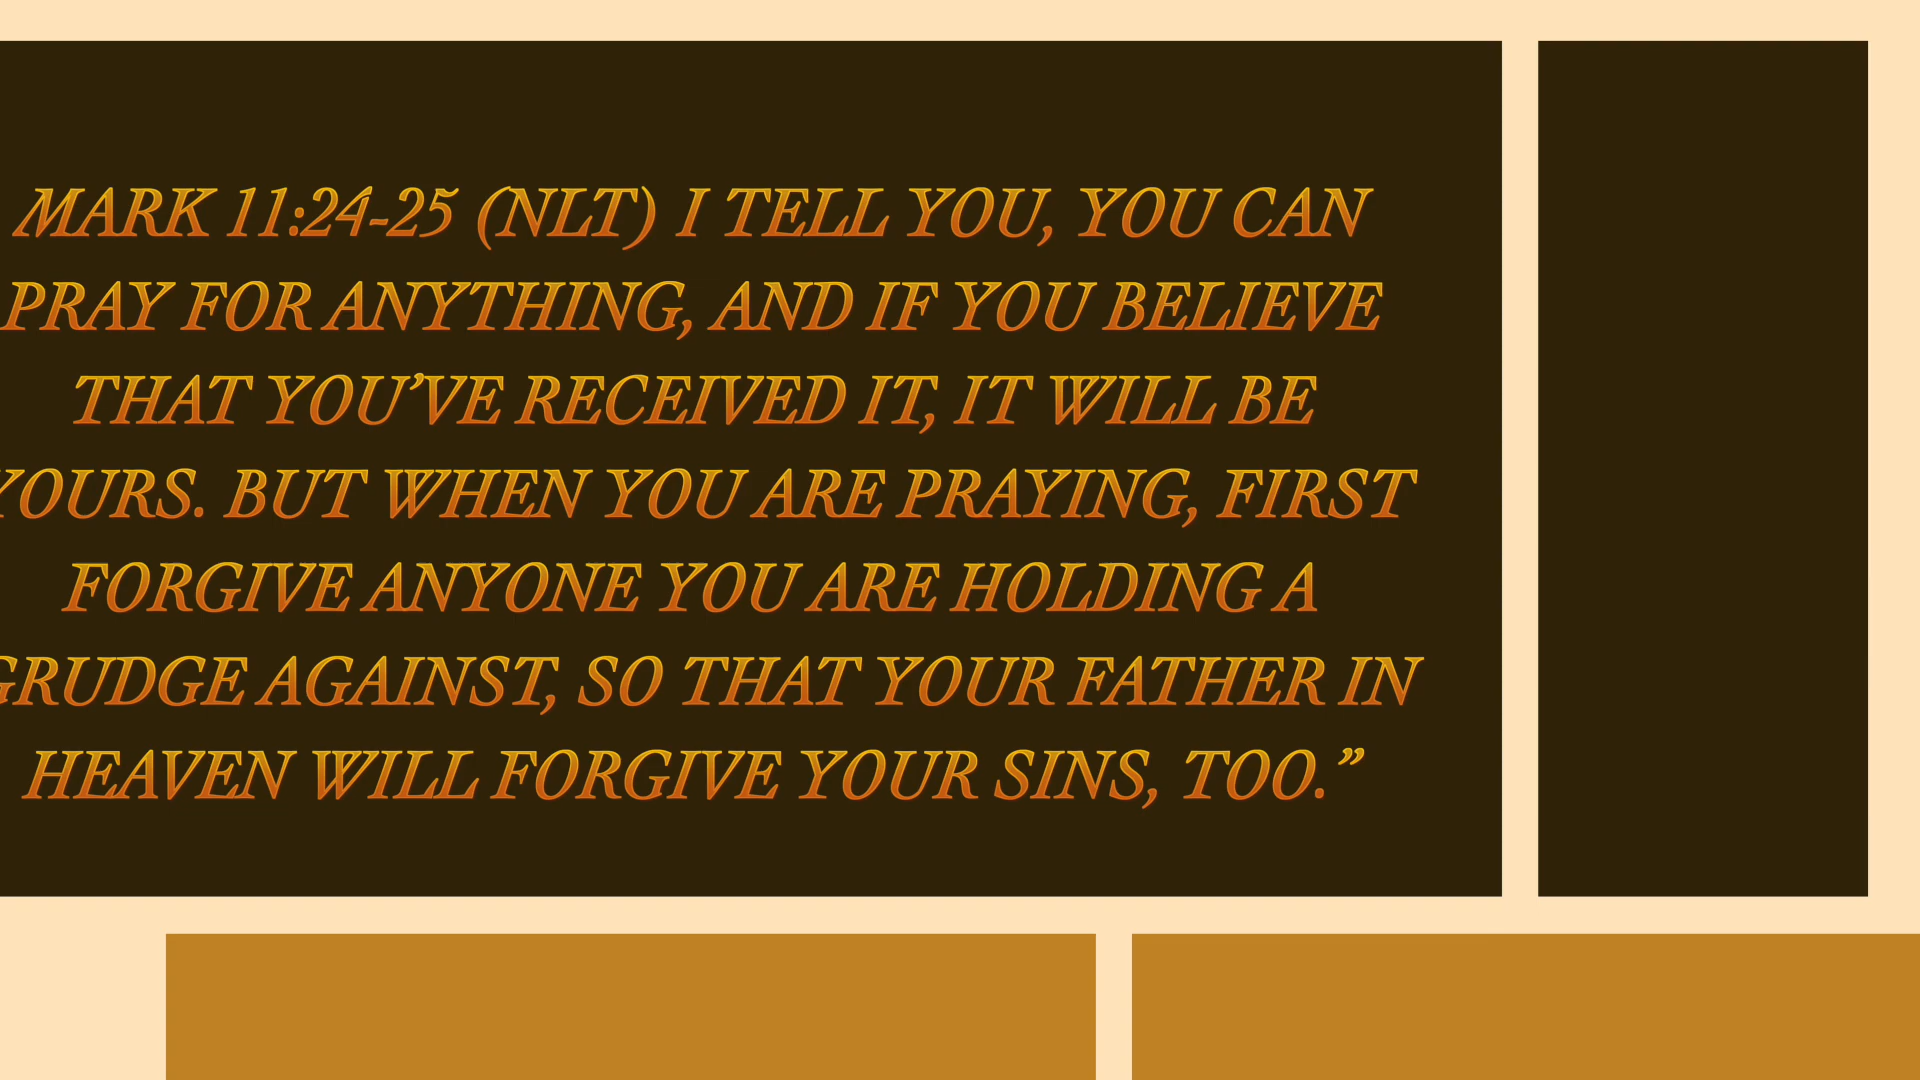 MARK 11:24-25 (NLT) I TELL YOU, YOU CAN
PRAY FOR ANYTHING, AND IF YOU BELIEVE
THAT YOU’VE RECEIVED IT, IT WILL BE
YOURS. BUT WHEN YOU ARE PRAYING, FIRST
FORGIVE ANYONE YOU ARE HOLDING A
GRUDGE AGAINST, SO THAT YOUR FATHER IN
HEAVEN WILL FORGIVE YOUR SINS, TOO.”